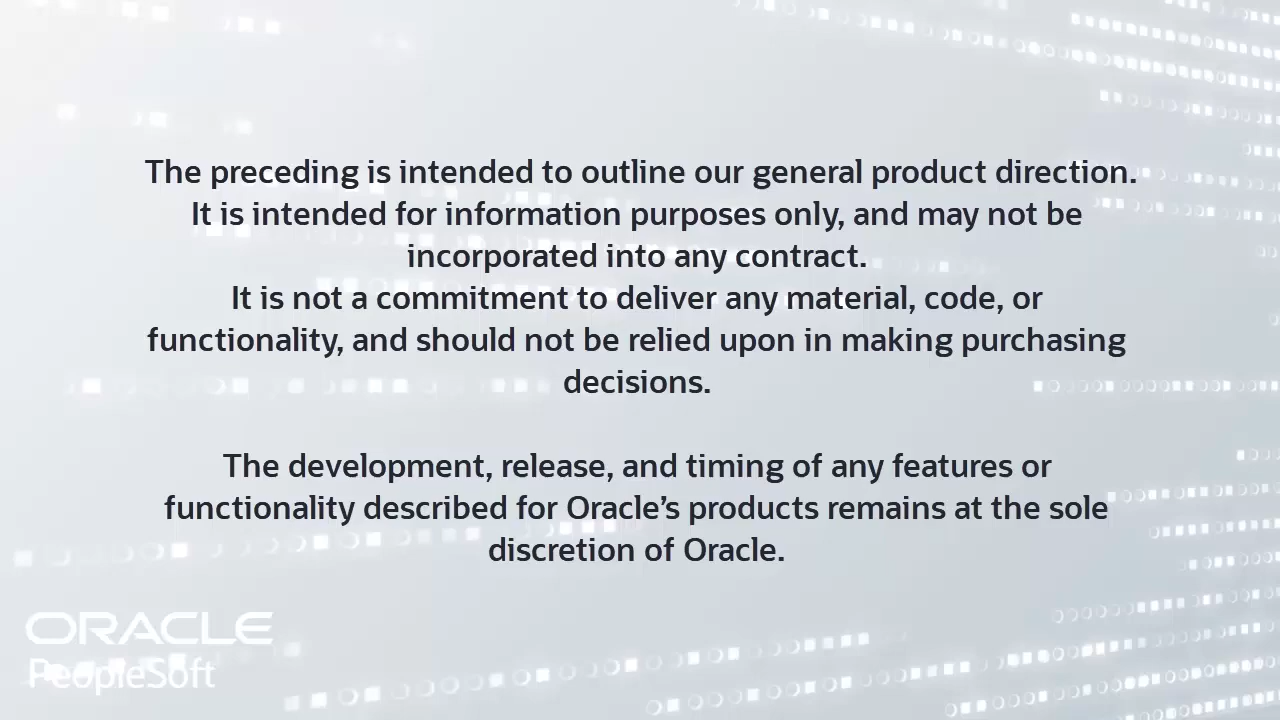 The preceding is intended to outline our general product direction.
It is intended for information purposes only, and may not be
incorporated into any contract.
It is not a commitment to deliver any material, code, or
functionality, and should not be relied upon in making purchasing
decisions.
The development, release, and timing of any features or
functionality described for Oracle’s products remains at the sole
discretion of Oracle.
ORACLE
PeopleSoft